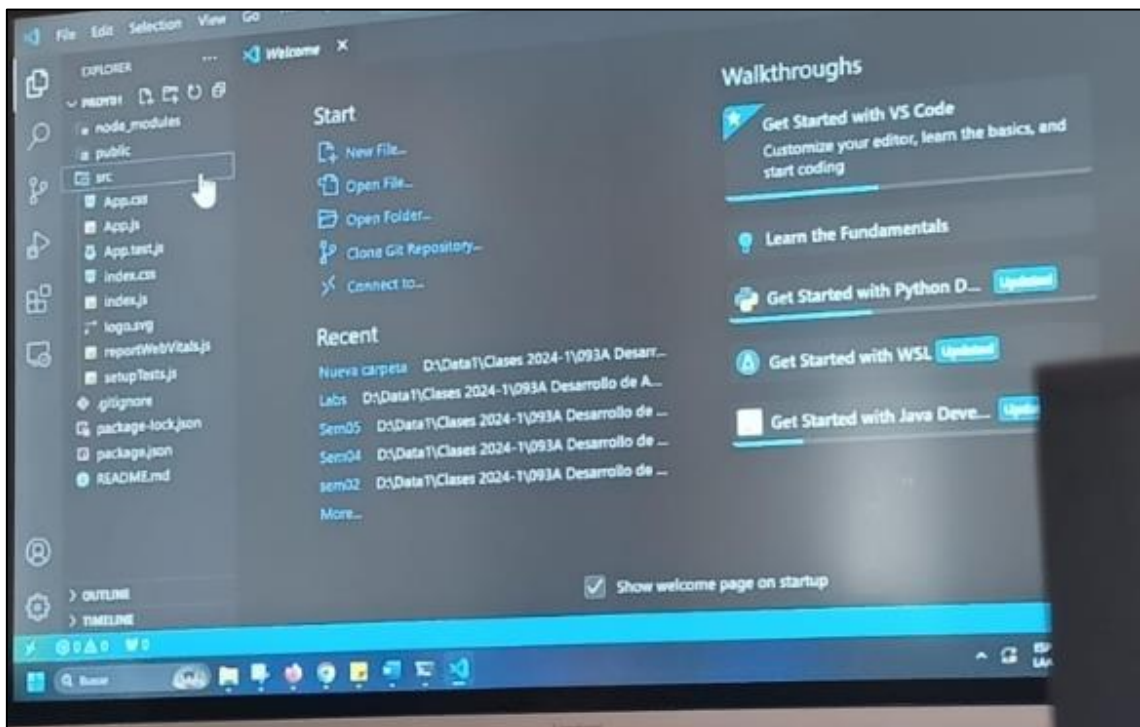 File Edit Selection View Go
EXPLORER ...
Welcome
node_modules
public
src
App.css
App.js
App.test.js
index.css
index.js
logo.svg
reportWebVitals.js
setupTests.js
.gitignore
package-lock.json
package.json
README.md
OUTLINE
TIMELINE
Start
New File...
Open File...
Open Folder...
Clone Git Repository...
Connect to...
Recent
Nueva carpeta D:\Data1\Clases 2024-1\093A Desarr...
Labs D:\Data1\Clases 2024-1\093A Desarrollo de A...
Sem05 D:\Data1\Clases 2024-1\093A Desarrollo de ...
Sem04 D:\Data1\Clases 2024-1\093A Desarrollo de ...
sem02 D:\Data1\Clases 2024-1\093A Desarrollo de ...
More...
Walkthroughs
Get Started with VS Code
Customize your editor, learn the basics, and
start coding
Learn the Fundamentals
Get Started with Python D... Updated
Get Started with WSL Updated
Get Started with Java Deve...
Show welcome page on startup
0 0 0
Buscar